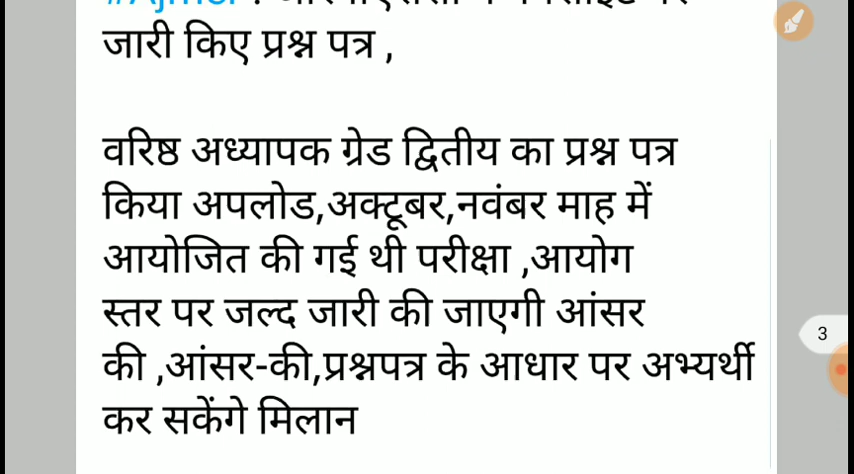 जारी किए प्रश्न पत्र ,
वरिष्ठ अध्यापक ग्रेड द्वितीय का प्रश्न पत्र
किया अपलोड,अक्टूबर,नवंबर माह में
आयोजित की गई थी परीक्षा ,आयोग
स्तर पर जल्द जारी की जाएगी आंसर
की ,आंसर-की,प्रश्नपत्र के आधार पर अभ्यर्थी
कर सकेंगे मिलान
3